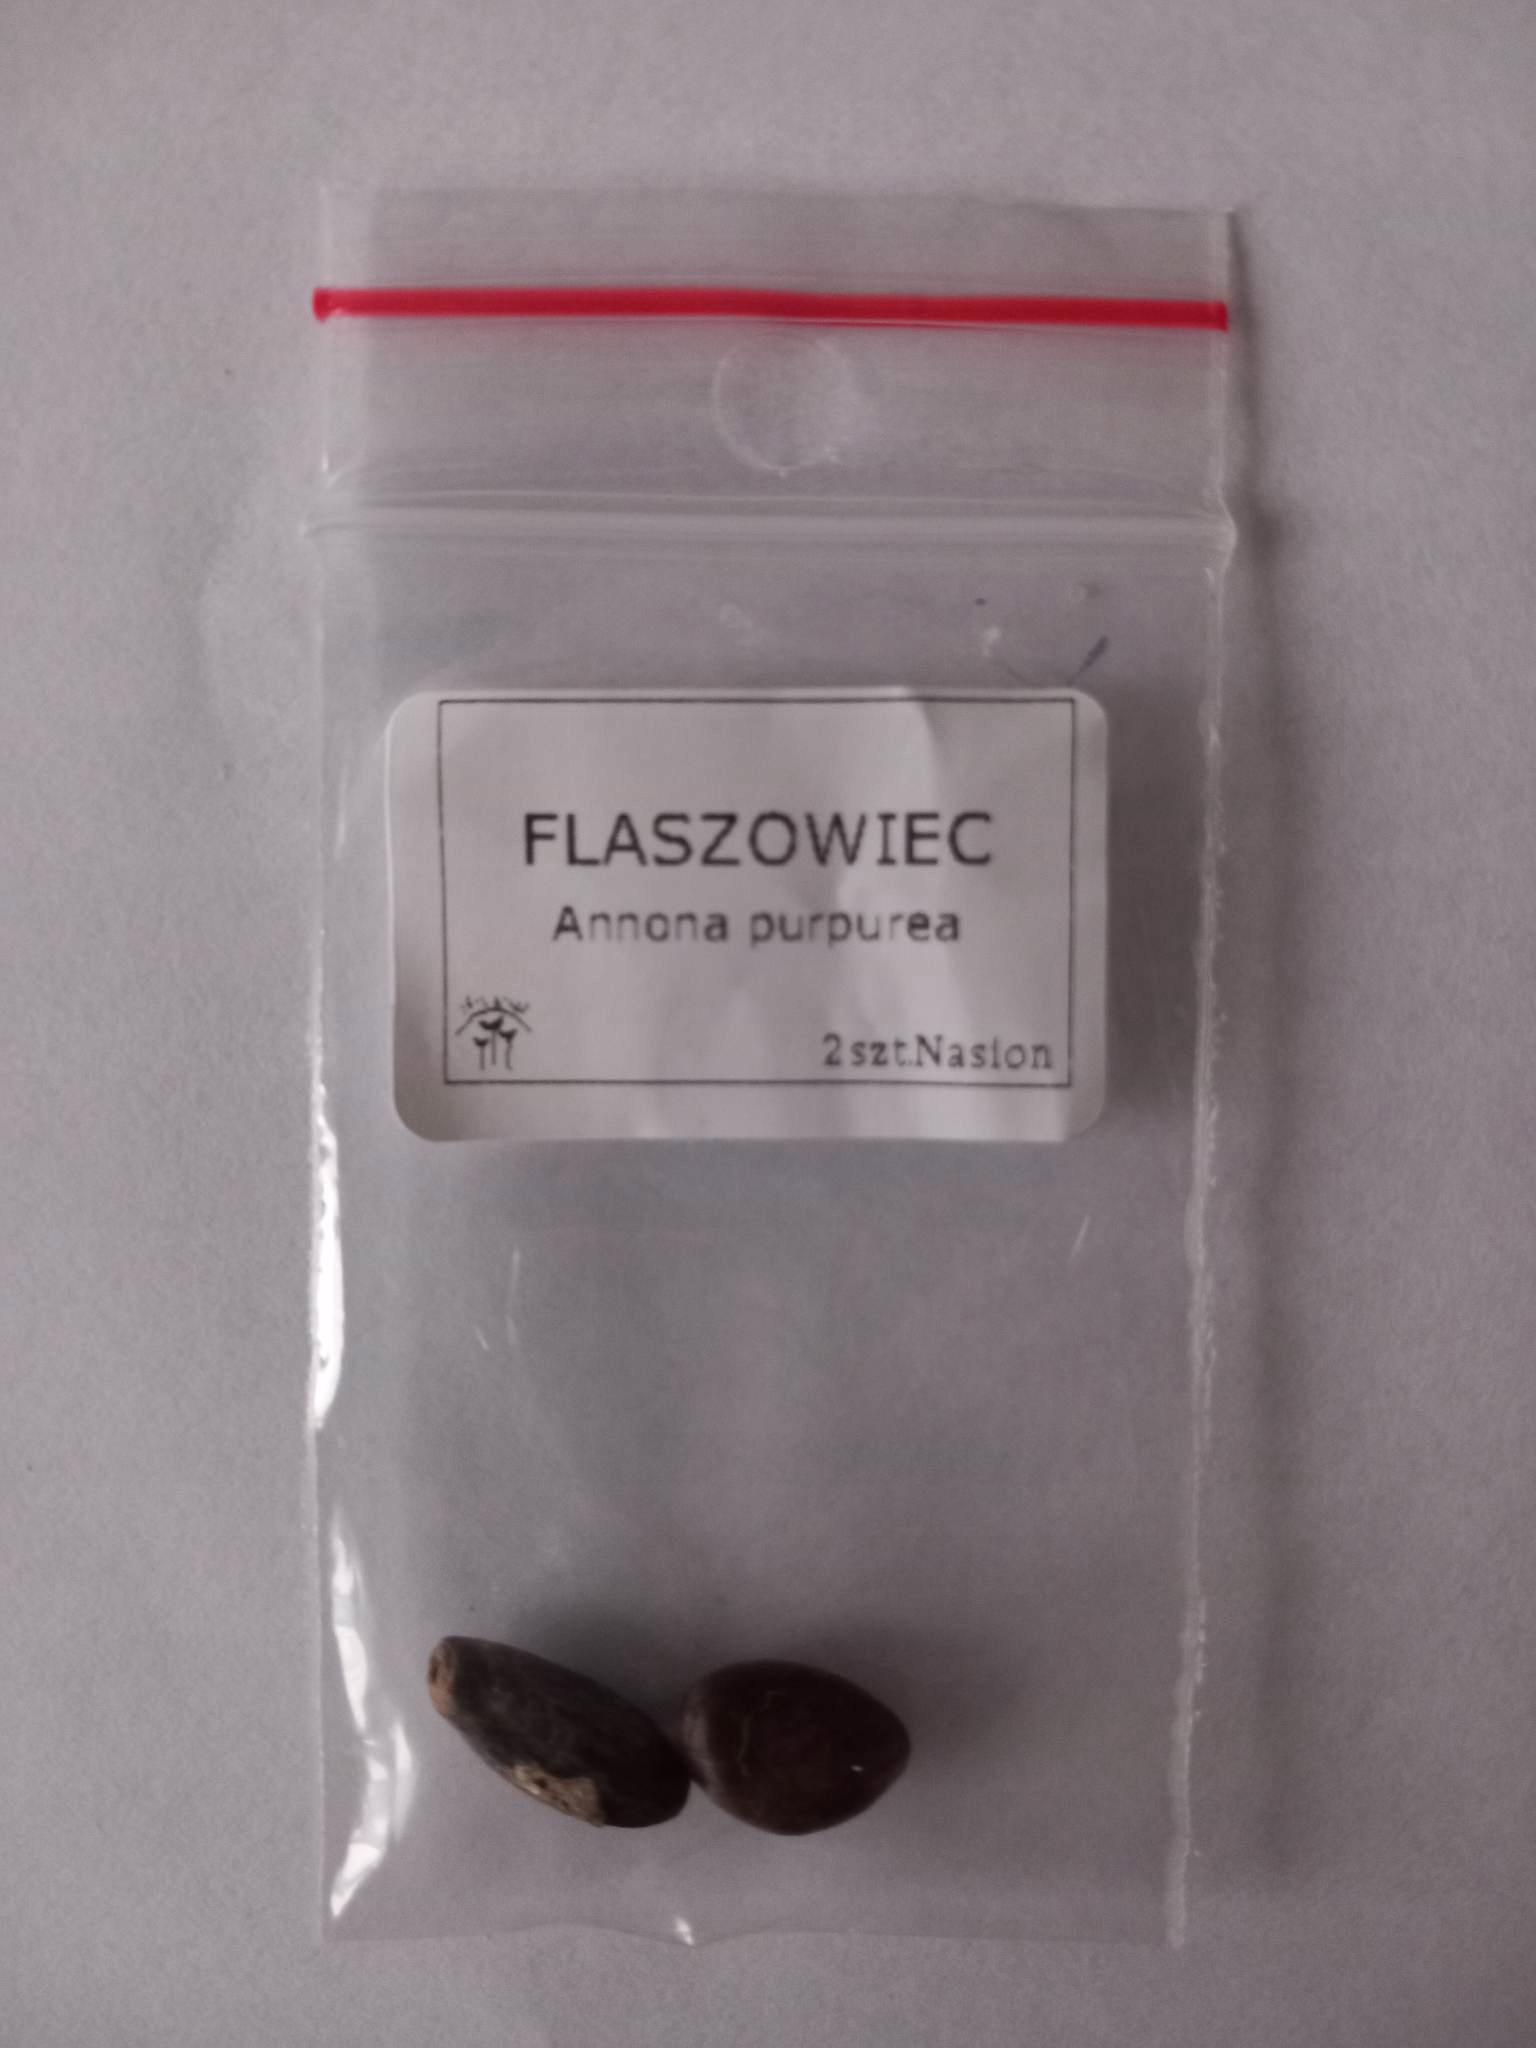 FLASZOWIEC
Annona purpurea
2szt.Nasion